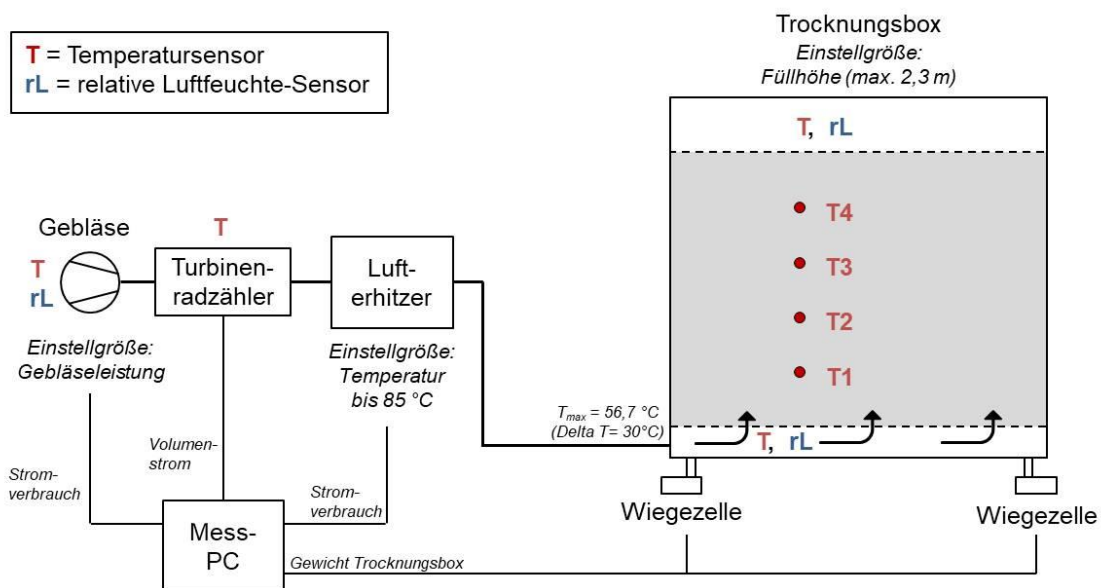 T = Temperatursensor
rL = relative Luftfeuchte-Sensor
Trocknungsbox
Einstellgröße:
Füllhöhe (max. 2,3 m)
T, rL
T4
T3
T2
T1
T, rL
Gebläse
T
rL
T
Turbinen-
radzähler
Luft-
erhitzer
Einstellgröße:
Gebläseleistung
Einstellgröße:
Temperatur
bis 85 °C
Tmax = 56,7 °C
(Delta T= 30°C)
Volumen-
strom
Strom-
verbrauch
Strom-
verbrauch
Mess-
PC
Gewicht Trocknungsbox
Wiegezelle
Wiegezelle